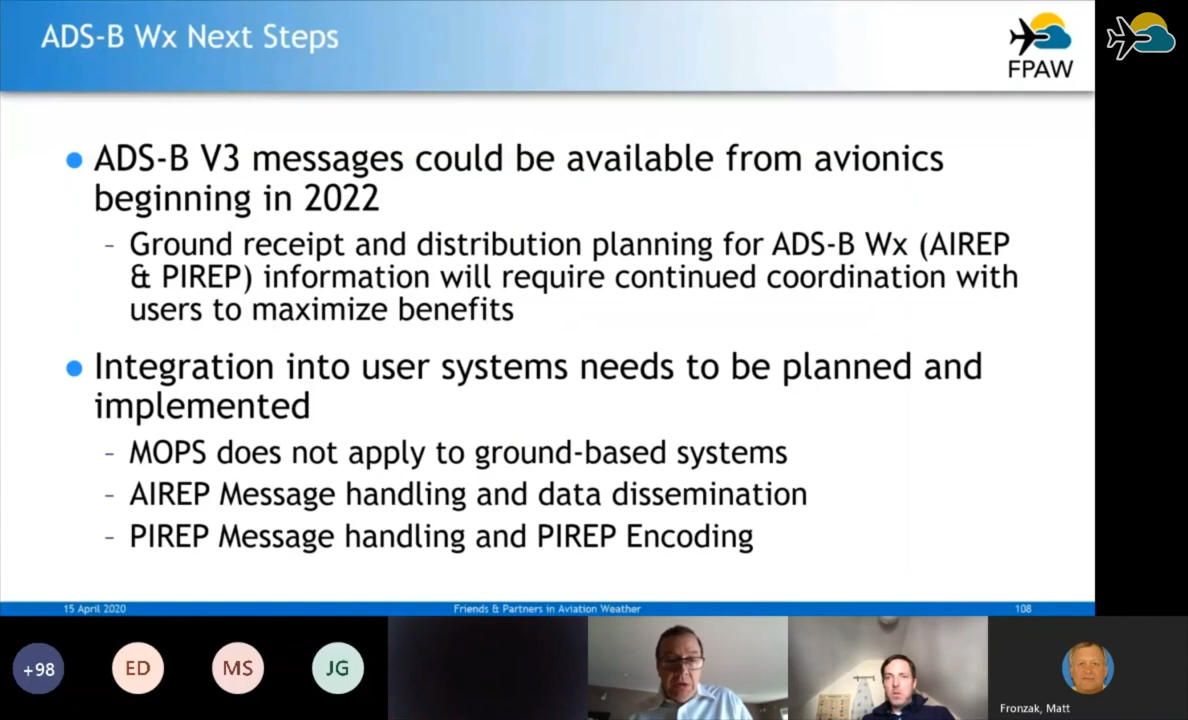 ADS-B Wx Next Steps
FPAW
ADS-B V3 messages could be available from avionics
beginning in 2022
– Ground receipt and distribution planning for ADS-B Wx (AIREP
& PIREP) information will require continued coordination with
users to maximize benefits
Integration into user systems needs to be planned and
implemented
– MOPS does not apply to ground-based systems
– AIREP Message handling and data dissemination
– PIREP Message handling and PIREP Encoding
15 April 2020
Friends & Partners in Aviation Weather
108
+98
ED
MS
JG
Fronzak, Matt